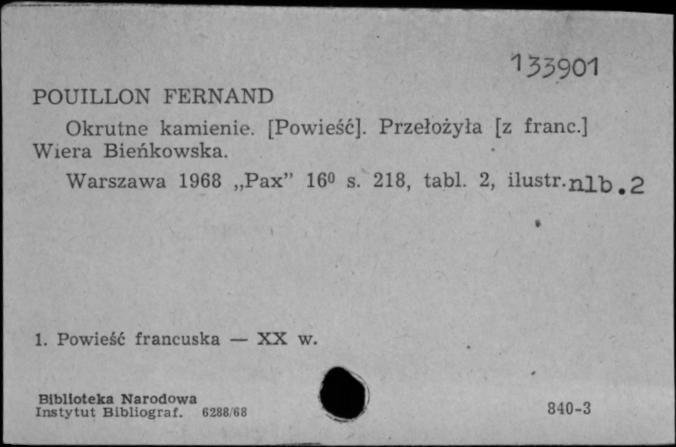 133901
POUILLON FERNAND
Okrutne kamienie. [Powieść]. Przełożyła [z franc.]
Wiera Bieńkowska.
Warszawa 1968 „Pax” 16⁰ s. 218, tabl. 2, ilustr. nlb.2
1. Powieść francuska — XX w.
Biblioteka Narodowa
Instytut Bibliograf. 6288/68
840-3